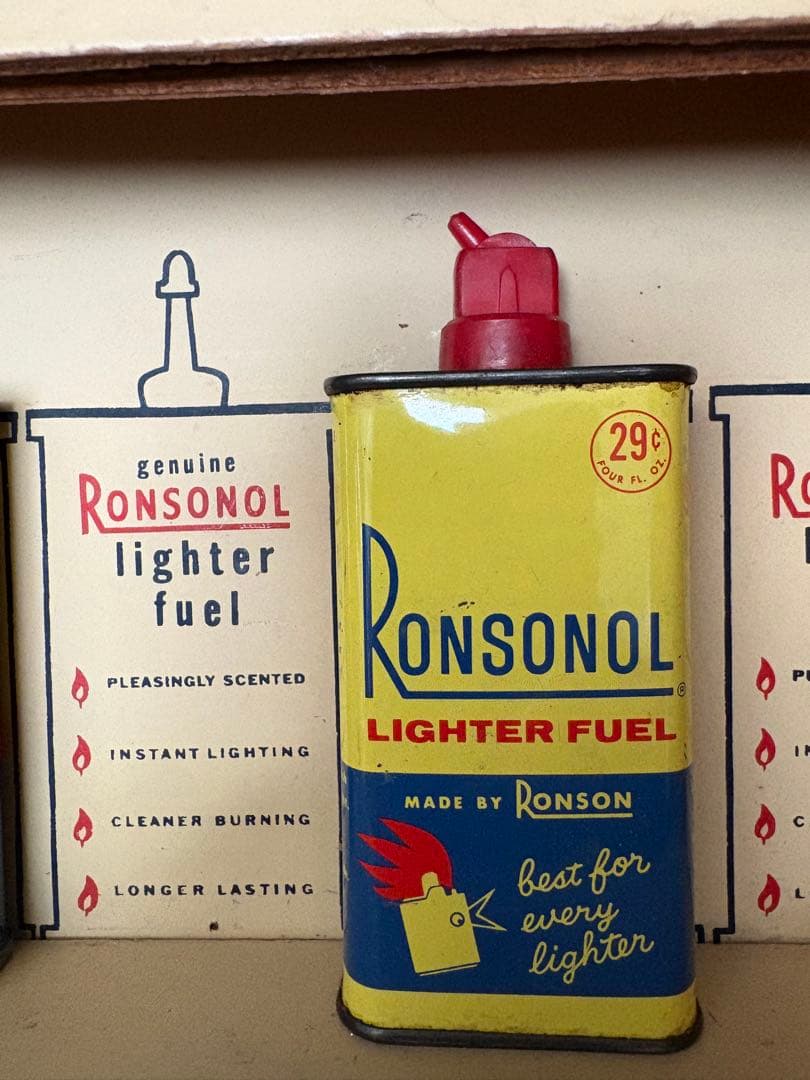 genuine
RONSONOL
lighter
fuel
PLEASINGLY SCENTED
INSTANT LIGHTING
CLEANER BURNING
LONGER LASTING
29¢
FOUR FL. OZ.
RONSONOL®
LIGHTER FUEL
MADE BY RONSON
best for
every
lighter